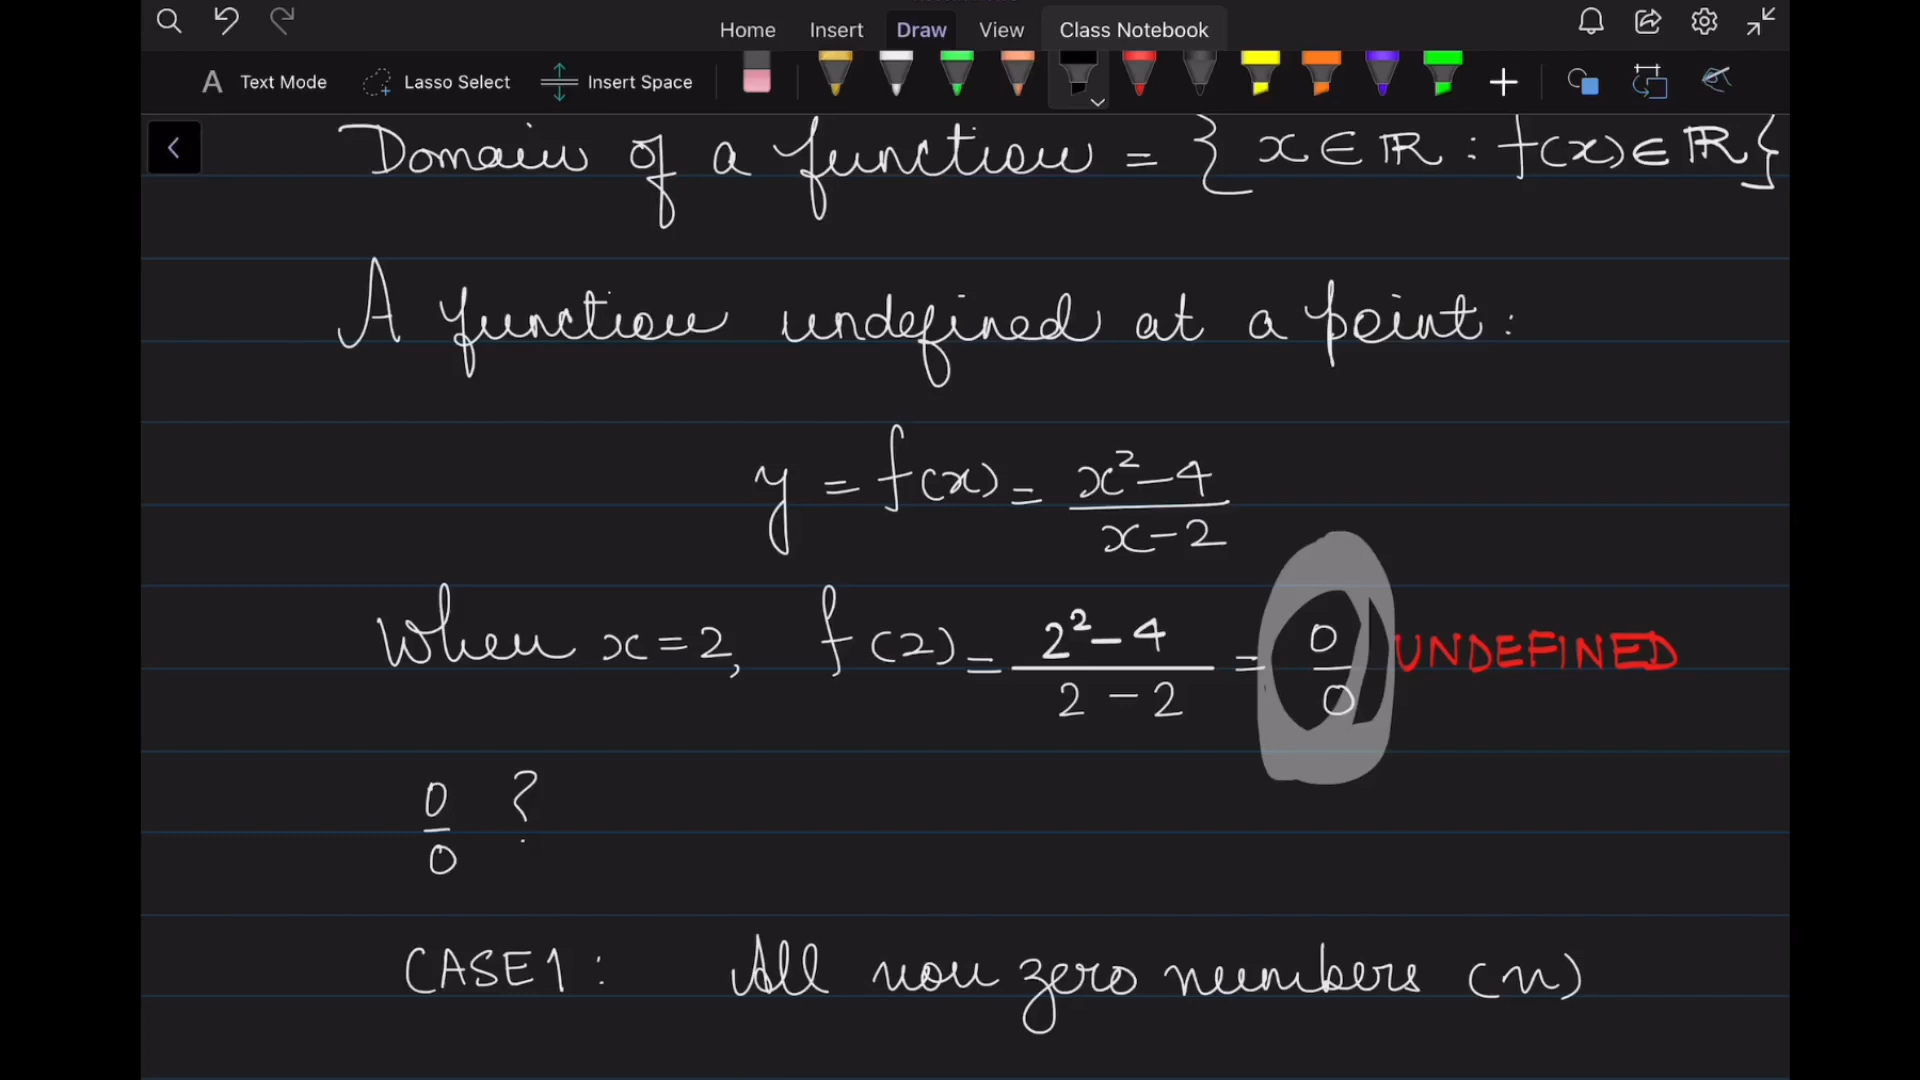 Home Insert Draw View Class Notebook
Text Mode Lasso Select Insert Space
Domain of a function = { x ∈ ℝ : f(x) ∈ ℝ }
A function undefined at a point :
y = f(x) = x²-4 / x-2
When x=2, f(2) = 2²-4 / 2-2 = 0/0 UNDEFINED
0/0 ?
CASE1 : All non zero numbers (n)